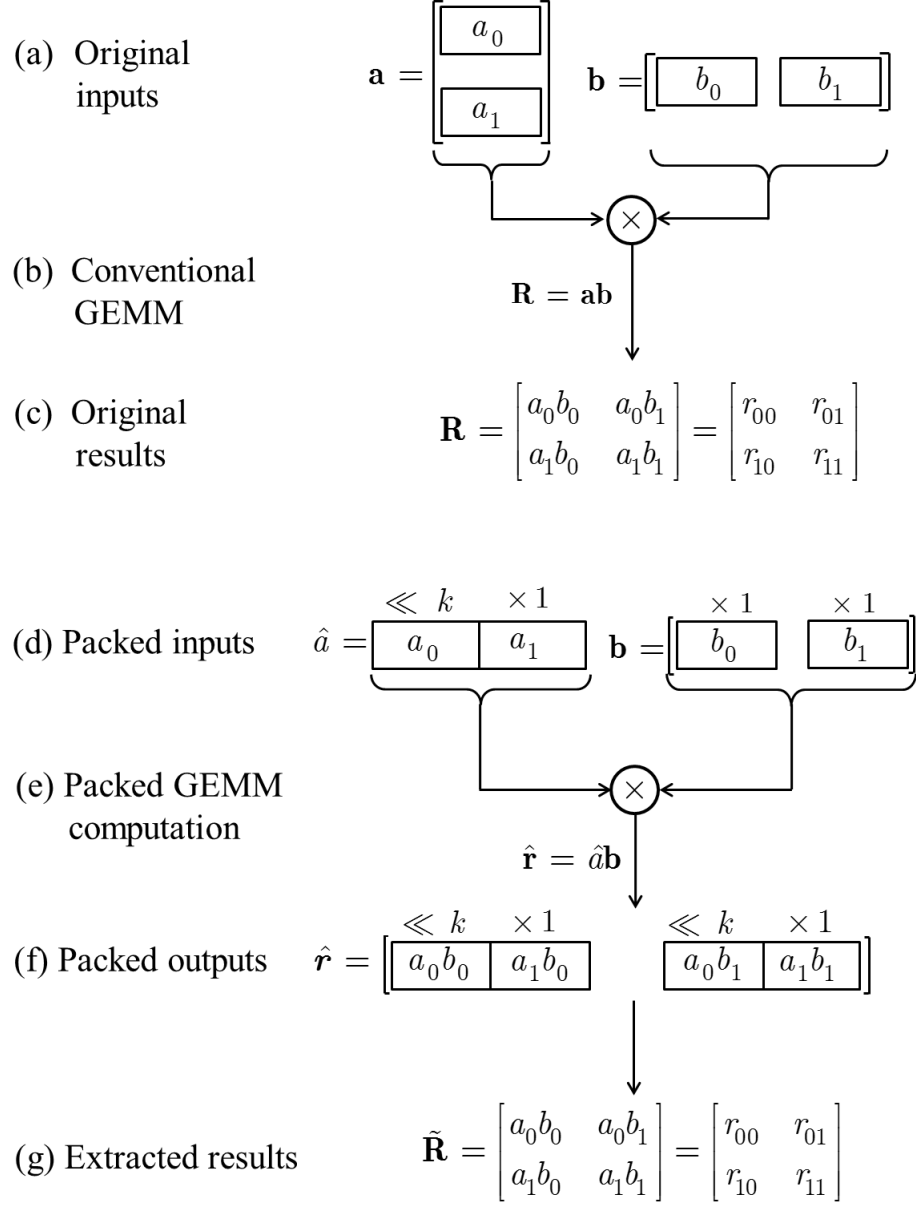 (a) Original inputs
𝐚 = [a₀ a₁] 𝐛 = [b₀ b₁]
×
(b) Conventional GEMM
𝐑 = 𝐚𝐛
(c) Original results
𝐑 = [a₀b₀ a₀b₁ a₁b₀ a₁b₁] = [r₀₀ r₀₁ r₁₀ r₁₁]
≪ k × 1 × 1 × 1
(d) Packed inputs â = a₀ a₁ 𝐛 = [b₀ b₁]
×
(e) Packed GEMM computation
𝐫̂ = â𝐛
≪ k × 1 ≪ k × 1
(f) Packed outputs 𝒓̂ = [a₀b₀ a₁b₀ a₀b₁ a₁b₁]
(g) Extracted results
𝐑̃ = [a₀b₀ a₀b₁ a₁b₀ a₁b₁] = [r₀₀ r₀₁ r₁₀ r₁₁]